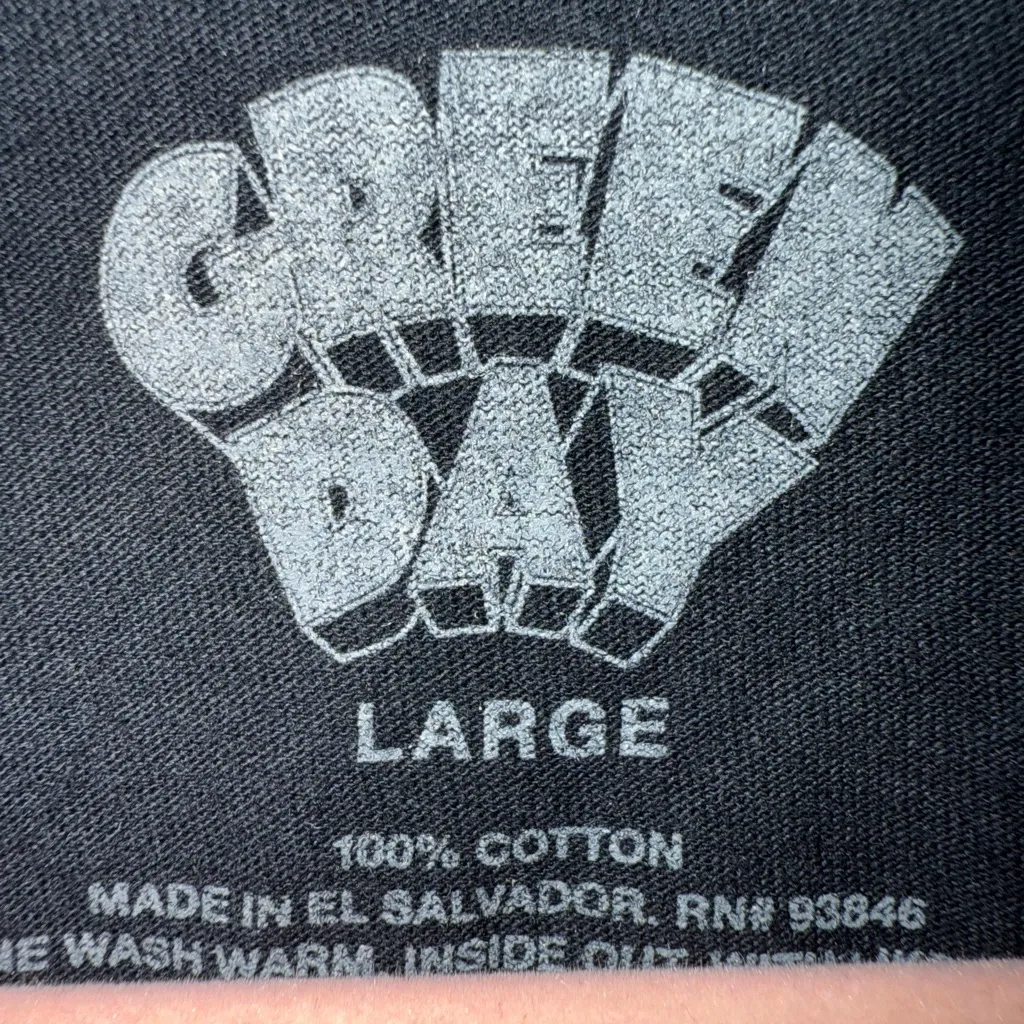 GREEN
DAY
LARGE
100% COTTON
MADE IN EL SALVADOR. RN# 93846
WASH WARM, INSIDE OUT,